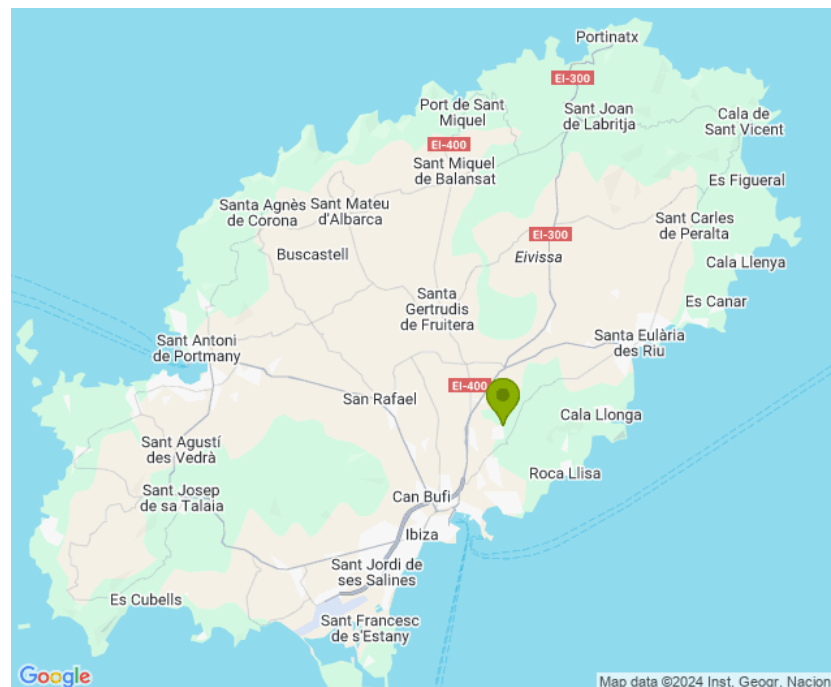 Portinatx
EI-300
Port de Sant
Miquel
Sant Joan
de Labritja
Cala de
Sant Vicent
EI-400
Sant Miquel
de Balansat
Es Figueral
Santa Agnès
de Corona
Sant Mateu
d'Albarca
Sant Carles
de Peralta
EI-300
Buscastell
Eivissa
Cala Llenya
Santa
Gertrudis
de Fruitera
Es Canar
Sant Antoni
de Portmany
Santa Eulària
des Riu
EI-400
San Rafael
Cala Llonga
Sant Agustí
des Vedrà
Roca Llisa
Sant Josep
de sa Talaia
Can Bufi
Ibiza
Sant Jordi de
ses Salines
Es Cubells
Sant Francesc
de s'Estany
Google
Map data ©2024 Inst. Geogr. Nacion